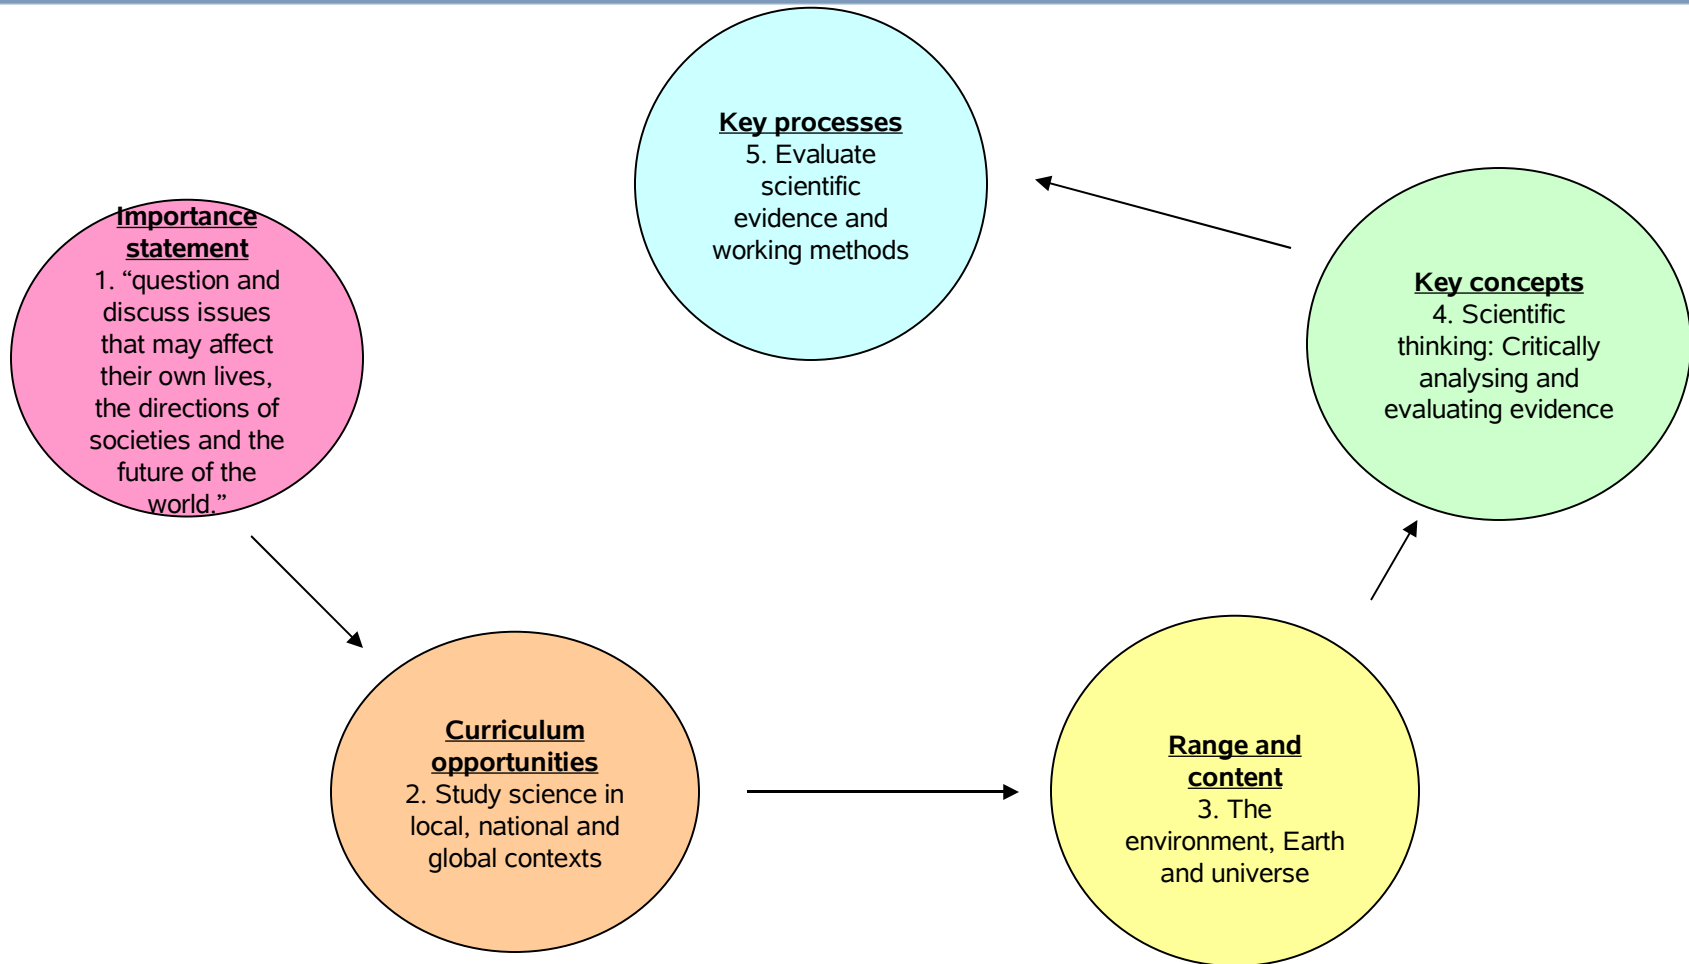 Importance
statement
1. “question and
discuss issues
that may affect
their own lives,
the directions of
societies and the
future of the
world.”
Curriculum
opportunities
2. Study science in
local, national and
global contexts
Range and
content
3. The
environment, Earth
and universe
Key concepts
4. Scientific
thinking: Critically
analysing and
evaluating evidence
Key processes
5. Evaluate
scientific
evidence and
working methods